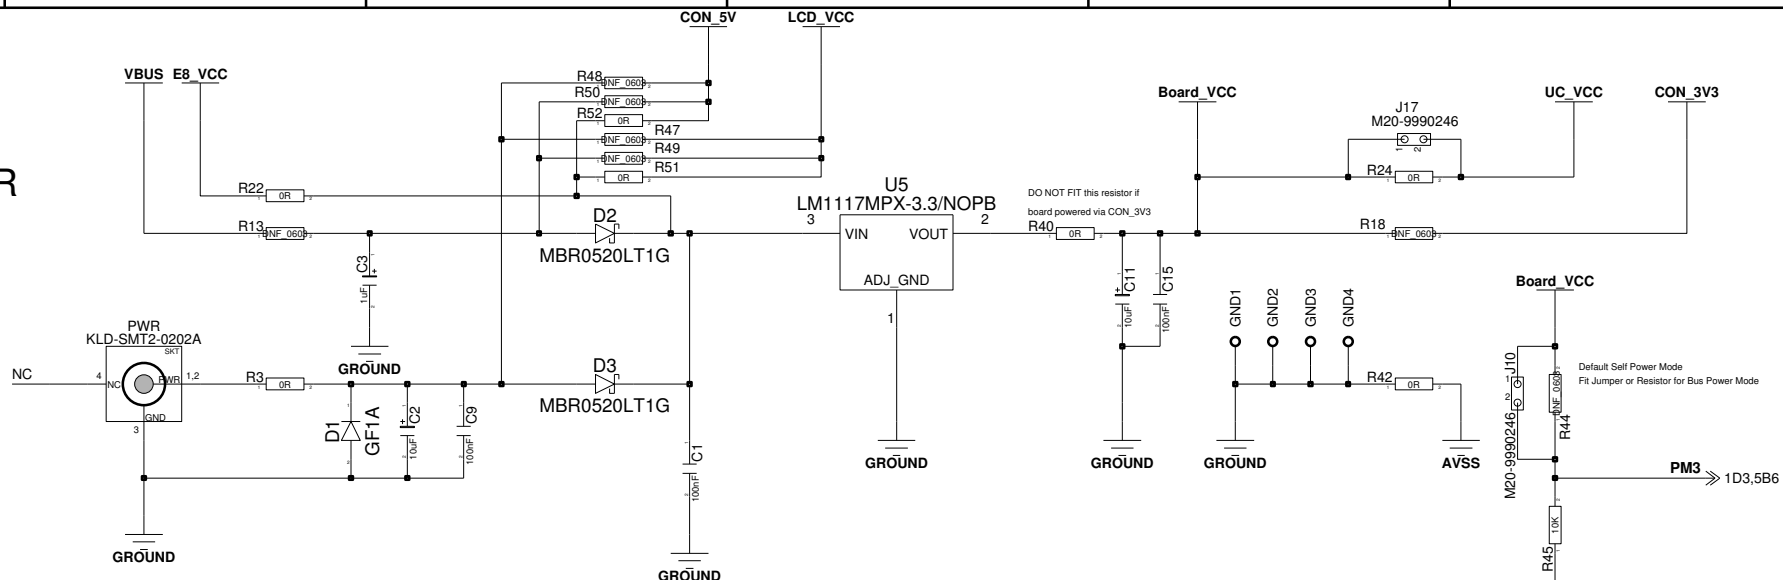 CON_5V LCD_VCC
VBUS E8_VCC
R48 DNF_0603
R50 DNF_0603
R52 0R
DNF_0603 R47
DNF_0603 R49
0R R51
Board_VCC UC_VCC CON_3V3
J17
M20-9990246
1 2
R24 0R
R
R22 0R
R13 DNF_0603
D2
MBR0520LT1G
U5
LM1117MPX-3.3/NOPB
3 VIN VOUT 2
ADJ_GND
1
GROUND
DO NOT FIT this resistor if
board powered via CON_3V3
R40 0R
R18 DNF_0603
C3
1uF
GROUND
C11
10uF
C15
100nF
GROUND
GND1 GND2 GND3 GND4
R42 0R
GROUND
AVSS
Board_VCC
J10
1
2
M20-9990246
DNF_0603
R44
Default Self Power Mode
Fit Jumper or Resistor for Bus Power Mode
PM3 1D3,5B6
10K
R45
PWR
KLD-SMT2-0202A
SKT
NC 4 NC PWR 1,2
GND
3
R3 0R
D3
MBR0520LT1G
D1
GF1A
C2
10uF
C9
100nF
C1
100nF
GROUND
GROUND